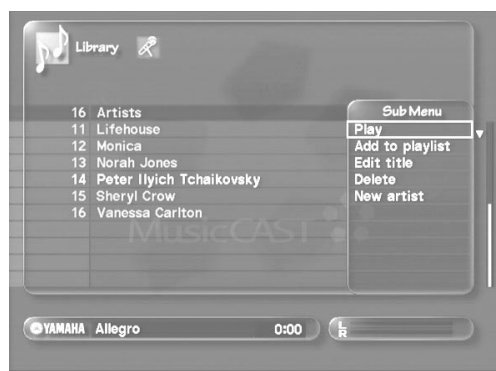 Library
16 Artists
11 Lifehouse
12 Monica
13 Norah Jones
14 Peter Ilyich Tchaikovsky
15 Sheryl Crow
16 Vanessa Carlton
MusicCAST
Sub Menu
Play
Add to playlist
Edit title
Delete
New artist
YAMAHA Allegro 0:00
L
R